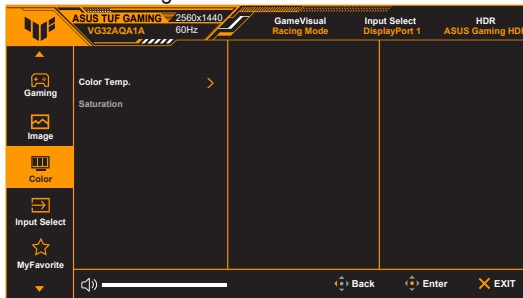 ASUS TUF GAMING 2560x1440
VG32AQA1A 60Hz
GameVisual
Racing Mode
Input Select
DisplayPort 1
HDR
ASUS Gaming HD
Gaming
Image
Color
Input Select
MyFavorite
Color Temp.
Saturation
Back
Enter
EXIT